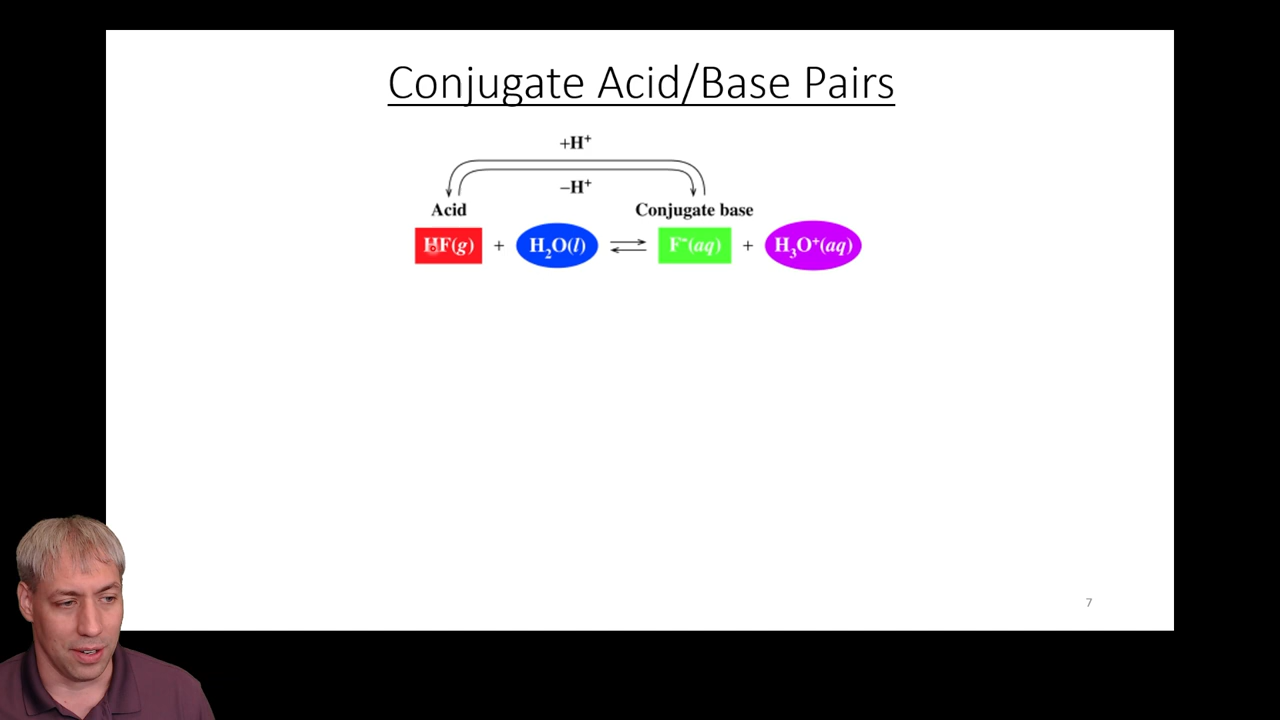 Conjugate Acid/Base Pairs
+H⁺
–H⁺
Acid Conjugate base
HF(g) + H₂O(l) ⇌ F⁻(aq) + H₃O⁺(aq)
7